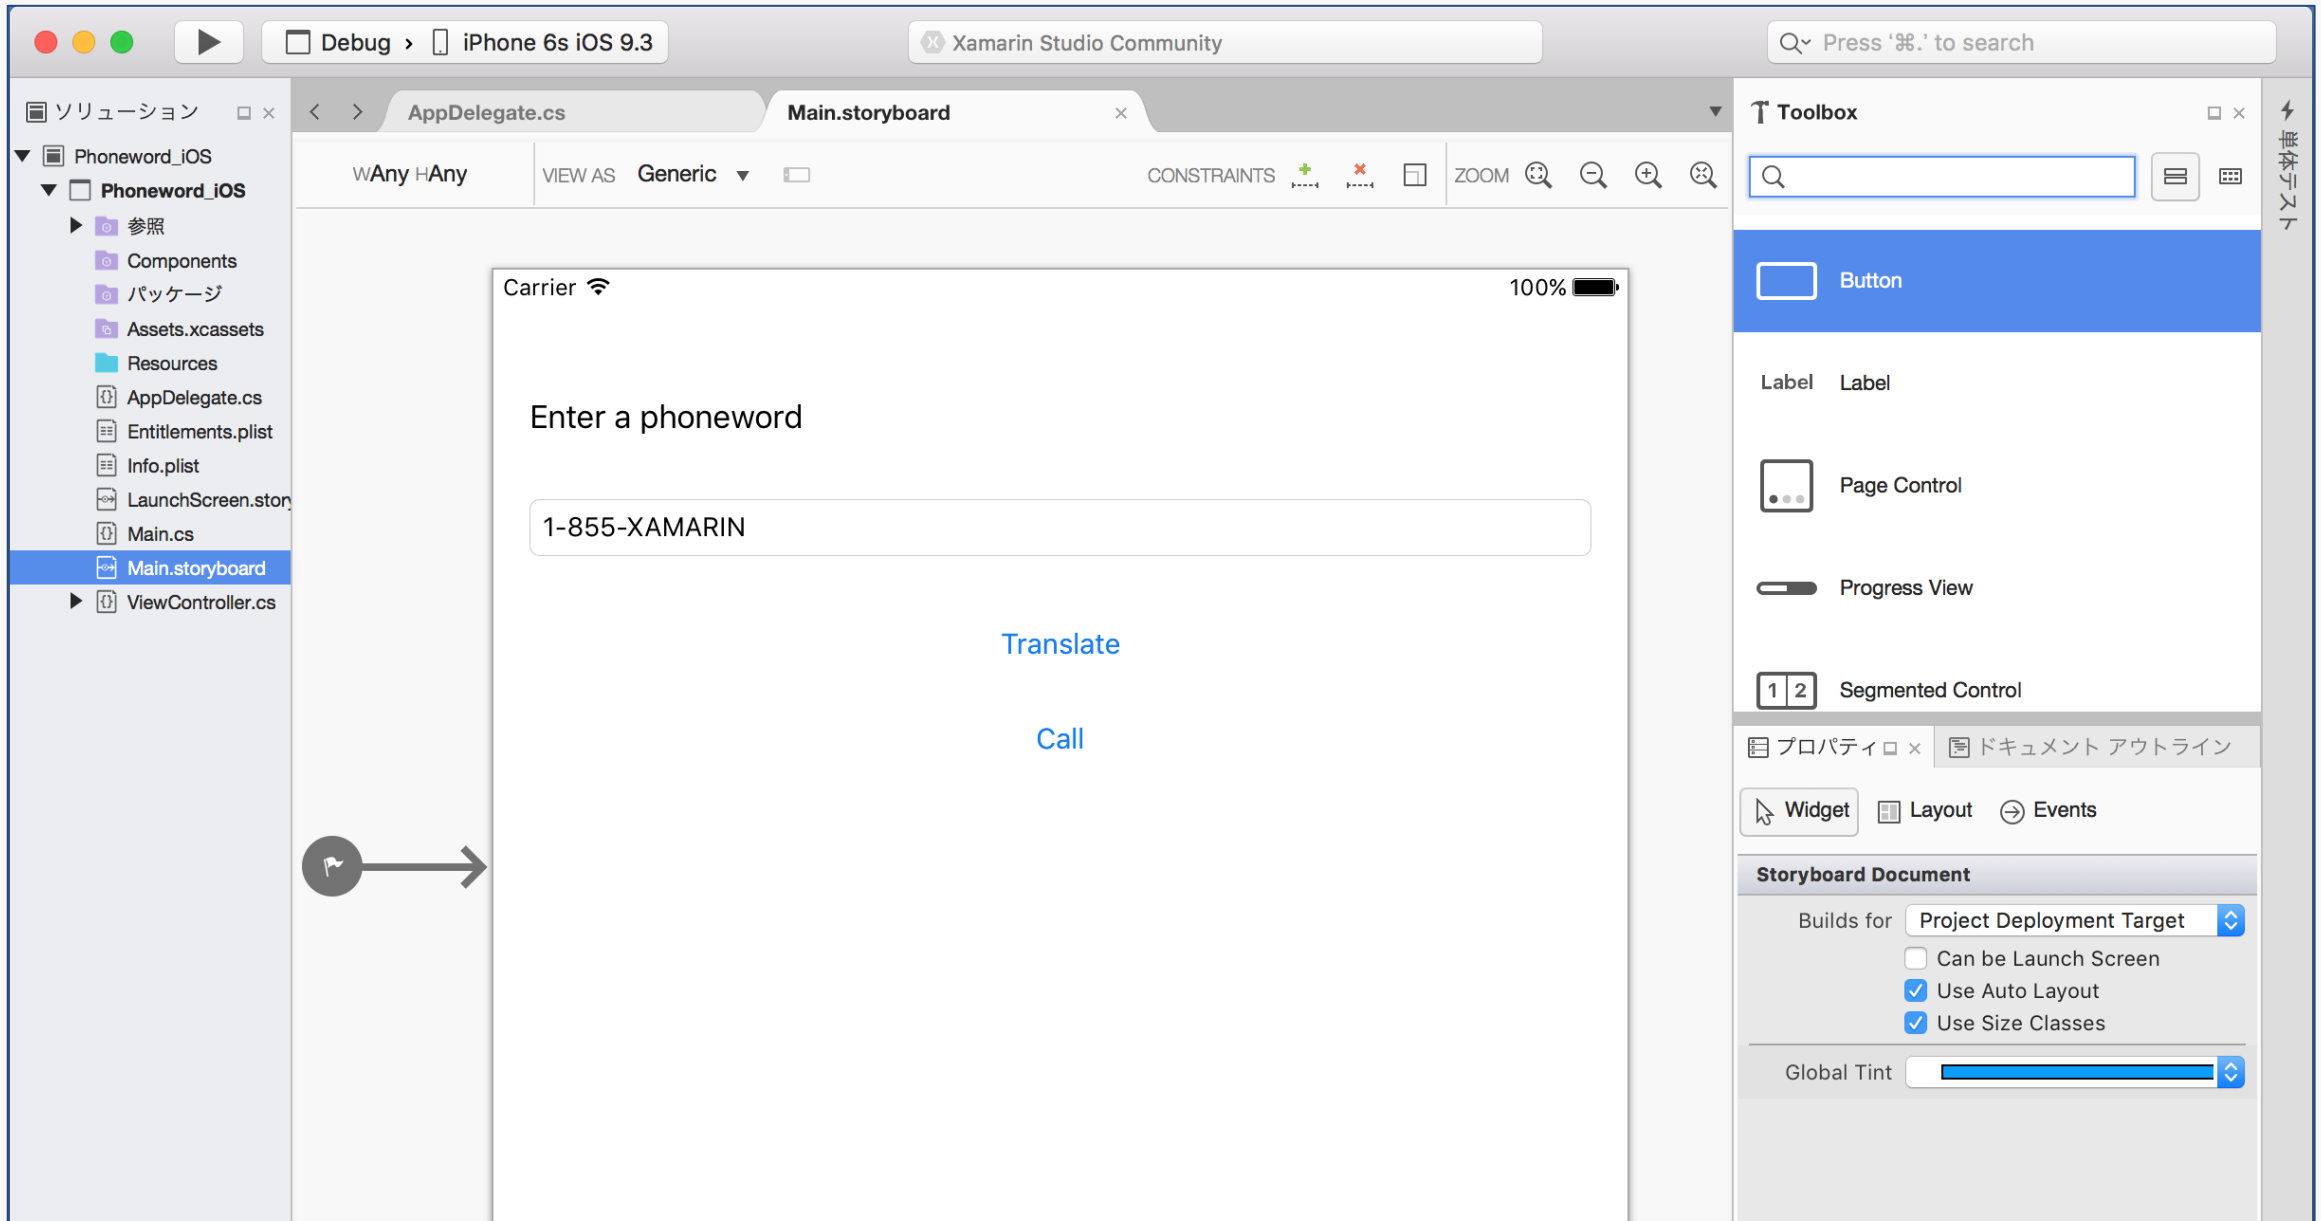 Debug › iPhone 6s iOS 9.3
Xamarin Studio Community
Press ‘⌘.’ to search
ソリューション
Phoneword_iOS
Phoneword_iOS
参照
Components
パッケージ
Assets.xcassets
Resources
AppDelegate.cs
Entitlements.plist
Info.plist
LaunchScreen.story
Main.cs
Main.storyboard
ViewController.cs
AppDelegate.cs
Main.storyboard
wAny HAny
VIEW AS Generic
CONSTRAINTS
ZOOM
Carrier
100%
Enter a phoneword
1-855-XAMARIN
Translate
Call
Toolbox
Button
Label Label
Page Control
Progress View
1 2 Segmented Control
プロパティ
ドキュメント アウトライン
Widget Layout Events
Storyboard Document
Builds for Project Deployment Target
Can be Launch Screen
Use Auto Layout
Use Size Classes
Global Tint
単体テスト